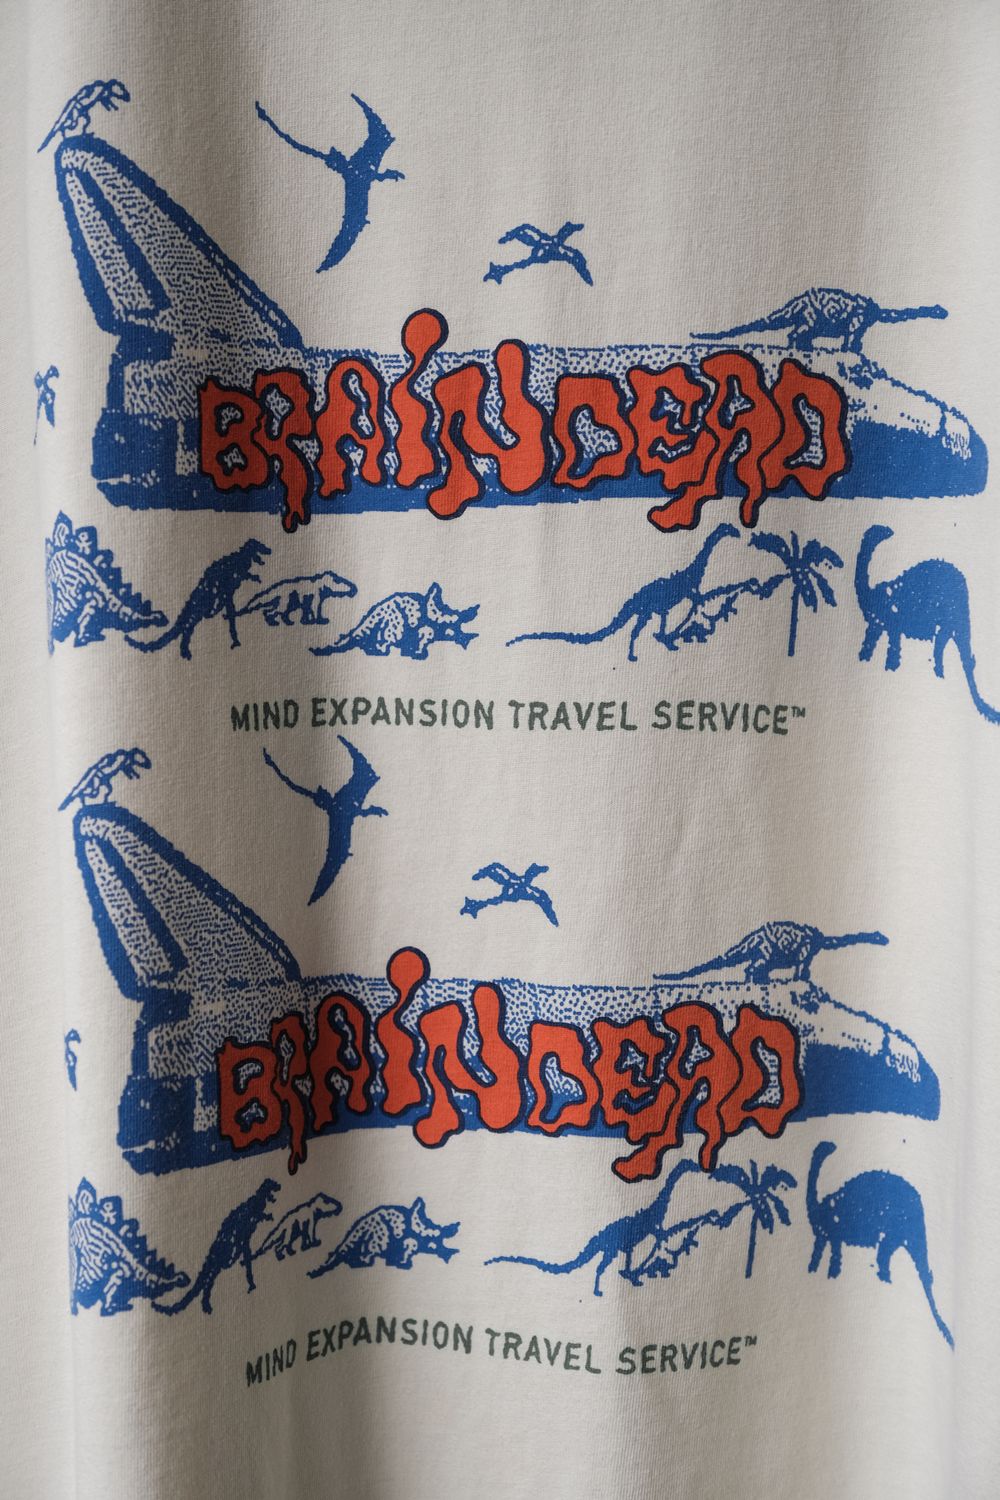 BRAINDEAD
MIND EXPANSION TRAVEL SERVICE™
BRAINDEAD
MIND EXPANSION TRAVEL SERVICE™